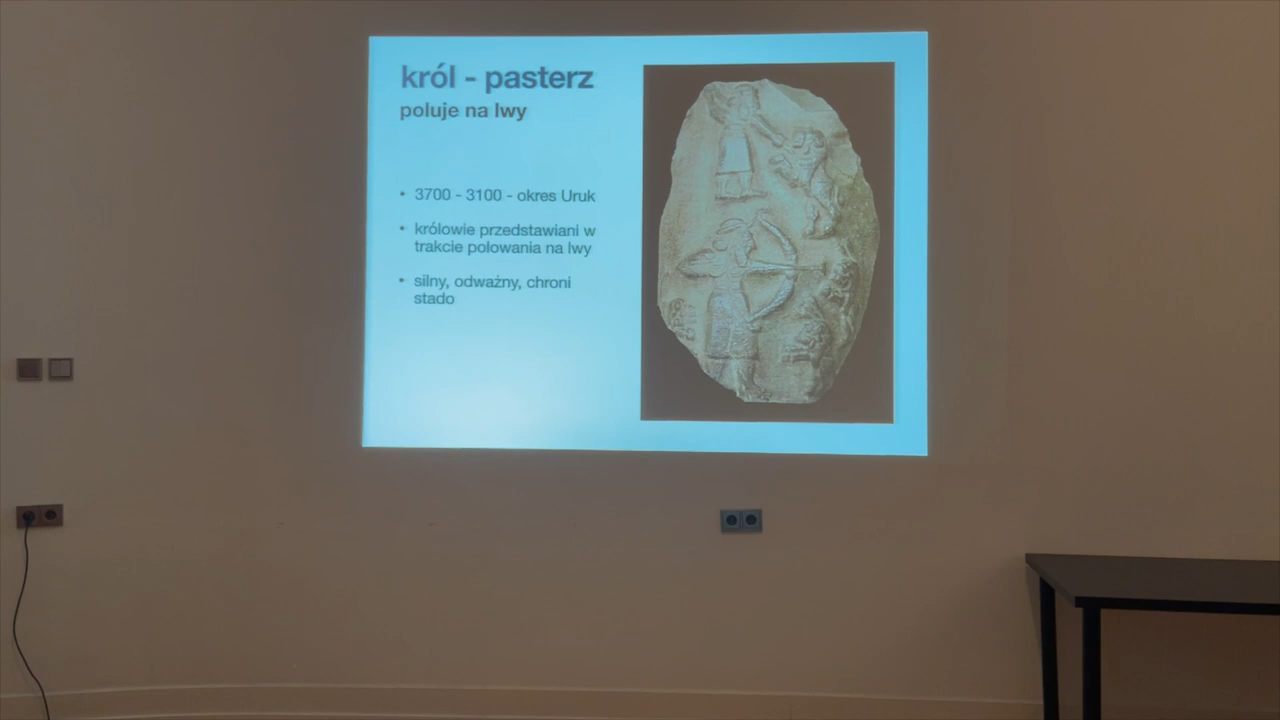 król - pasterz
poluje na lwy
• 3700 - 3100 - okres Uruk
• królowie przedstawiani w
trakcie polowania na lwy
• silny, odważny, chroni
stado